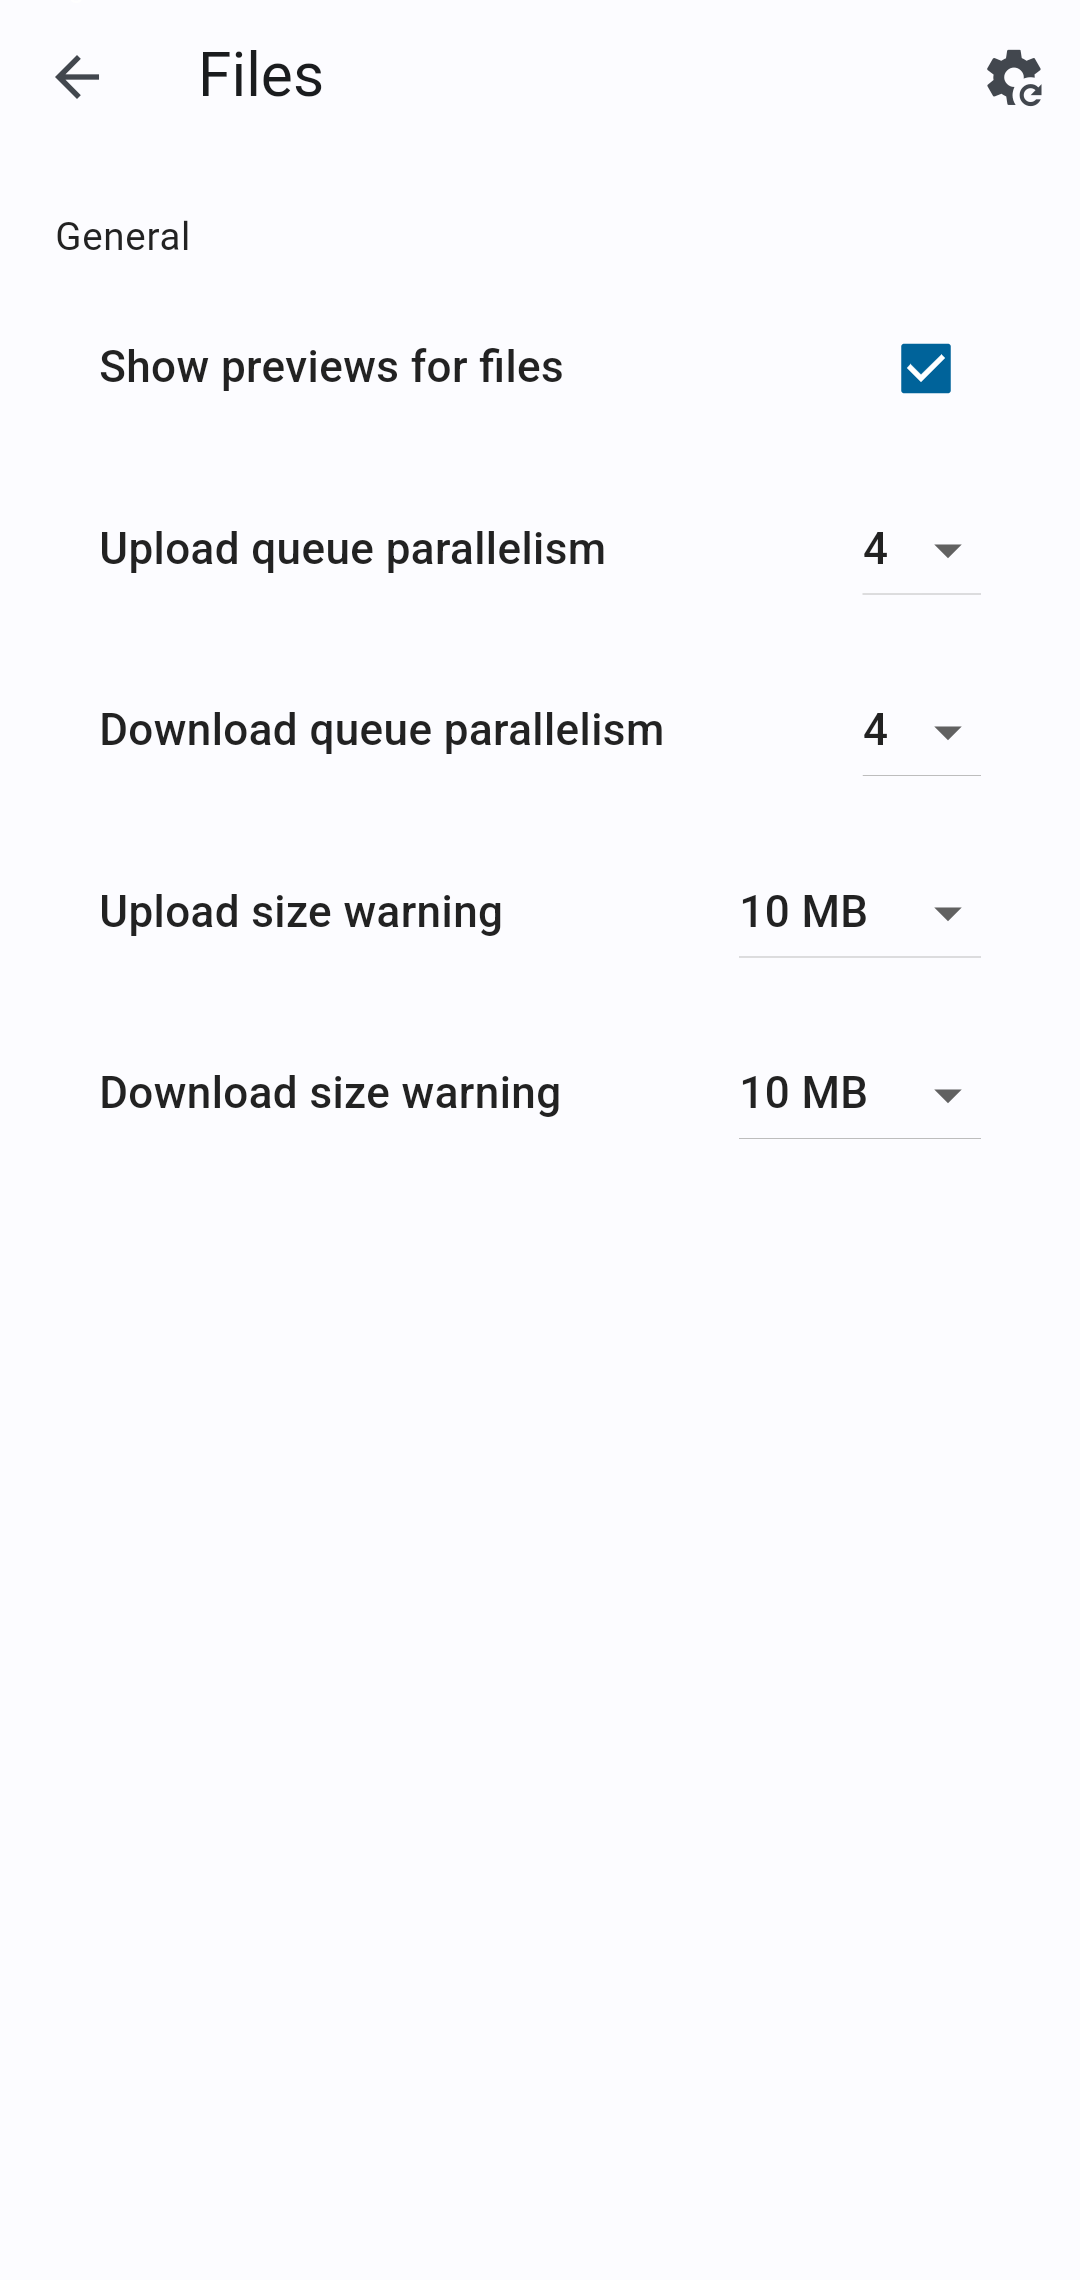 Files
General
Show previews for files
Upload queue parallelism 4
Download queue parallelism 4
Upload size warning 10 MB
Download size warning 10 MB